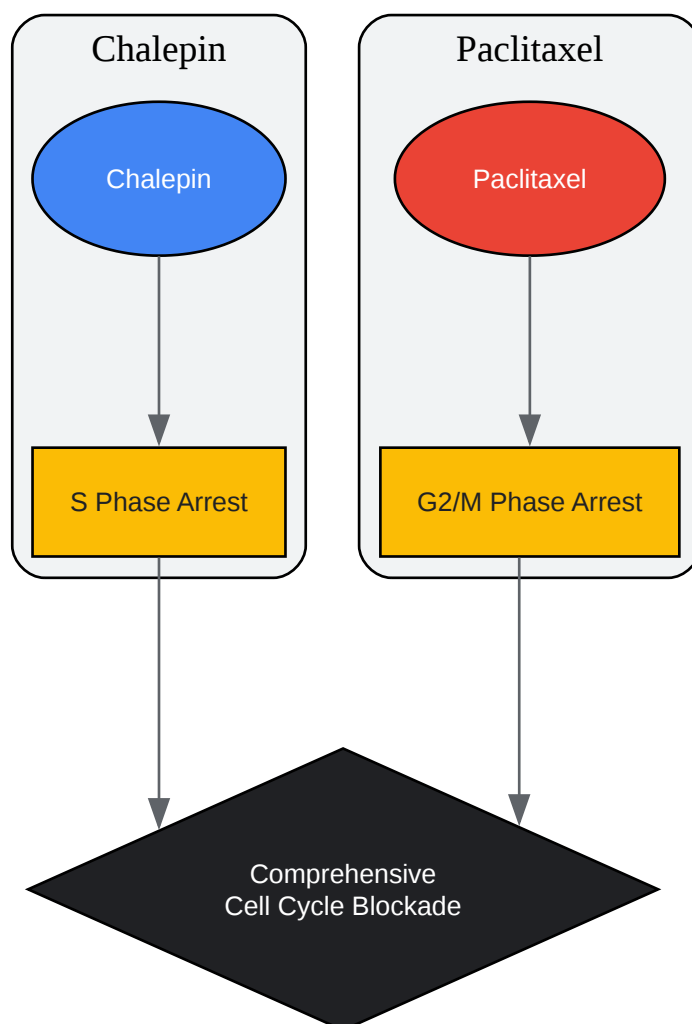 Chalepin
Paclitaxel
Chalepin
Paclitaxel
S Phase Arrest
G2/M Phase Arrest
Comprehensive
Cell Cycle Blockade